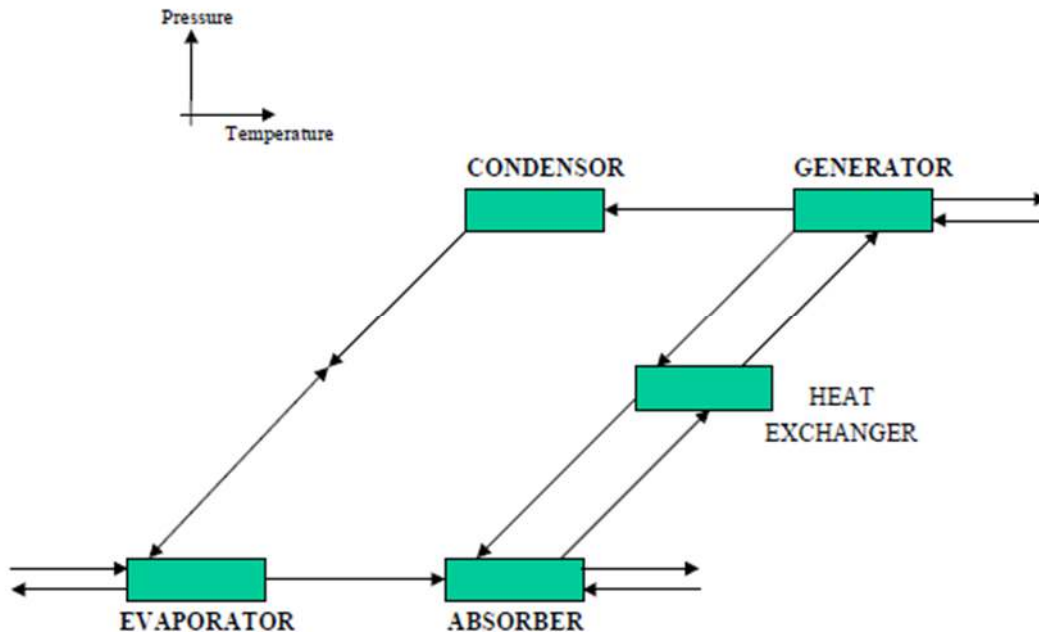 Pressure
Temperature
CONDENSOR
GENERATOR
HEAT
EXCHANGER
EVAPORATOR
ABSORBER